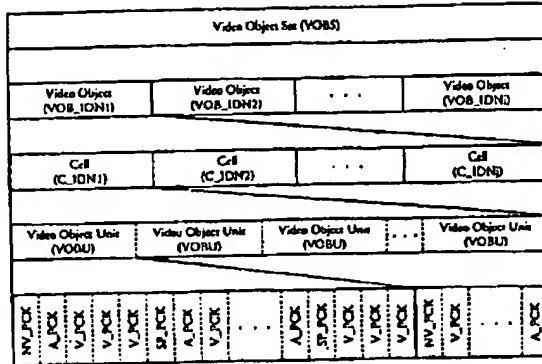 Video Object Set (VOBS)
Video Object (VOB_IDN1)
Video Object (VOB_IDN2)
. . .
Video Object (VOB_IDNi)
Cell (C_IDN1)
Cell (C_IDN2)
. . .
Cell (C_IDNj)
Video Object Unit (VOBU)
Video Object Unit (VOBU)
Video Object Unit (VOBU)
. . .
Video Object Unit (VOBU)
NV_PCK
A_PCK
V_PCK
V_PCK
V_PCK
SP_PCK
A_PCK
V_PCK
. . .
A_PCK
SP_PCK
V_PCK
V_PCK
V_PCK
NV_PCK
V_PCK
. . .
A_PCK